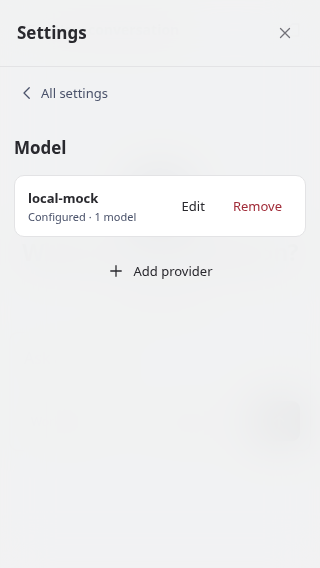 Settings
All settings
Model
local-mock
Configured · 1 model
Edit
Remove
Add provider